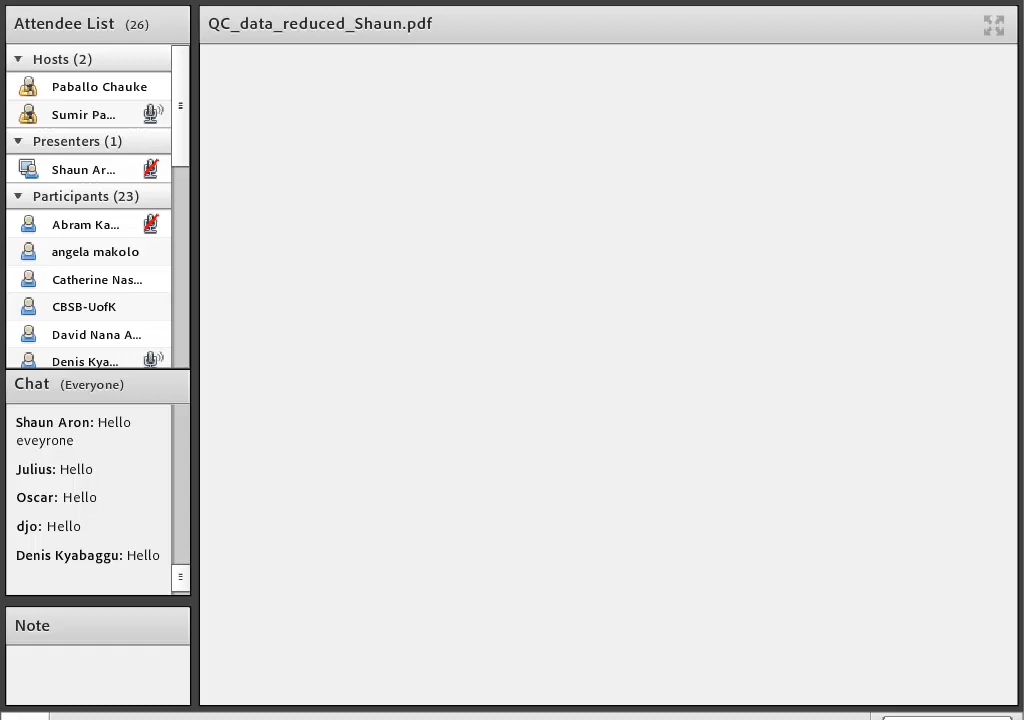 Attendee List (26)
Hosts (2)
Paballo Chauke
Sumir Pa...
Presenters (1)
Shaun Ar...
Participants (23)
Abram Ka...
angela makolo
Catherine Nas...
CBSB-UofK
David Nana A...
Denis Kya...
Chat (Everyone)
Shaun Aron: Hello
eveyrone
Julius: Hello
Oscar: Hello
djo: Hello
Denis Kyabaggu: Hello
Note
QC_data_reduced_Shaun.pdf